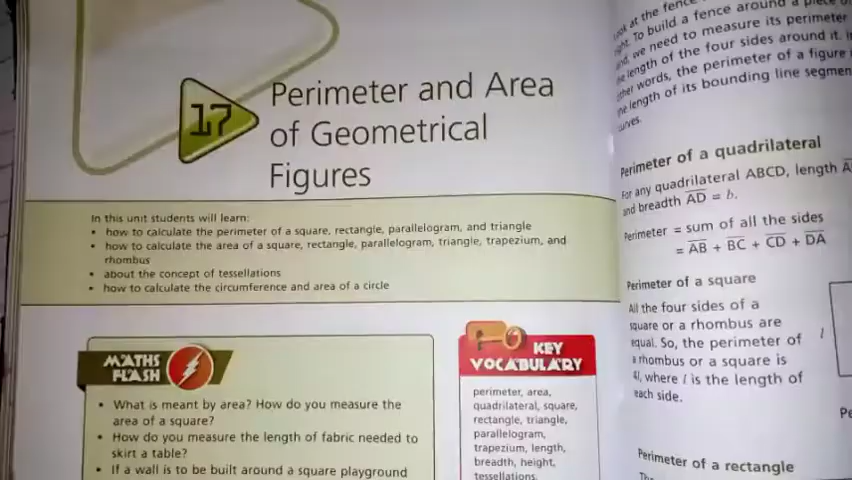 17
Perimeter and Area
of Geometrical
Figures
In this unit students will learn:
• how to calculate the perimeter of a square, rectangle, parallelogram, and triangle
• how to calculate the area of a square, rectangle, parallelogram, triangle, trapezium, and
rhombus
• about the concept of tessellations
• how to calculate the circumference and area of a circle
MATHS
FLASH
• What is meant by area? How do you measure the
area of a square?
• How do you measure the length of fabric needed to
skirt a table?
• If a wall is to be built around a square playground
KEY
VOCABULARY
perimeter, area,
quadrilateral, square,
rectangle, triangle,
parallelogram,
trapezium, length,
breadth, height,
tessellations,
at the fence
To build a fence around a piece
we need to measure its perimeter
length of the four sides around it.
words, the perimeter of a figure
length of its bounding line segmen
Perimeter of a quadrilateral
For any quadrilateral ABCD, length
and breadth A̅D̅ = b.
Perimeter = sum of all the sides
= A̅B̅ + B̅C̅ + C̅D̅ + D̅A̅
Perimeter of a square
All the four sides of a
square or a rhombus are
equal. So, the perimeter of
a rhombus or a square is
4l, where l is the length of
each side.
l
Pe
Perimeter of a rectangle